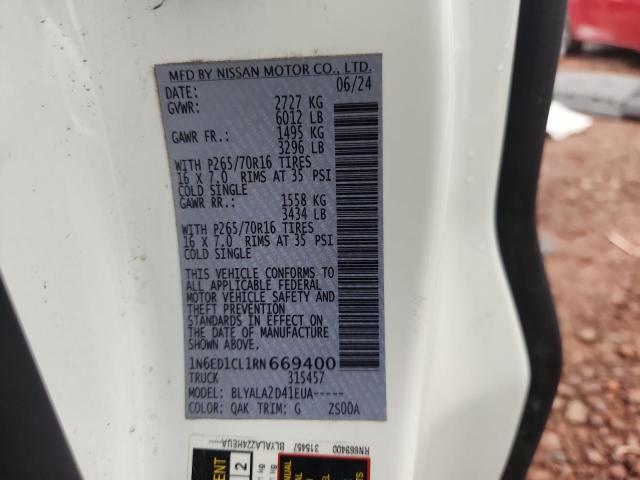 MFD BY NISSAN MOTOR CO., LTD.
DATE: 06/24
GVWR: 2727 KG
6012 LB
GAWR FR.: 1495 KG
3296 LB
WITH P265/70R16 TIRES
16 X 7.0 RIMS AT 35 PSI
COLD SINGLE
GAWR RR.: 1558 KG
3434 LB
WITH P265/70R16 TIRES
16 X 7.0 RIMS AT 35 PSI
COLD SINGLE
THIS VEHICLE CONFORMS TO
ALL APPLICABLE FEDERAL
MOTOR VEHICLE SAFETY AND
THEFT PREVENTION
STANDARDS IN EFFECT ON
THE DATE OF MANUFACTURE
SHOWN ABOVE.
1N6ED1CL1RN669400
TRUCK 315457
MODEL: BLYALA2D41EUA-----
COLOR: QAK TRIM: G ZS00A
RN669400 315457
2